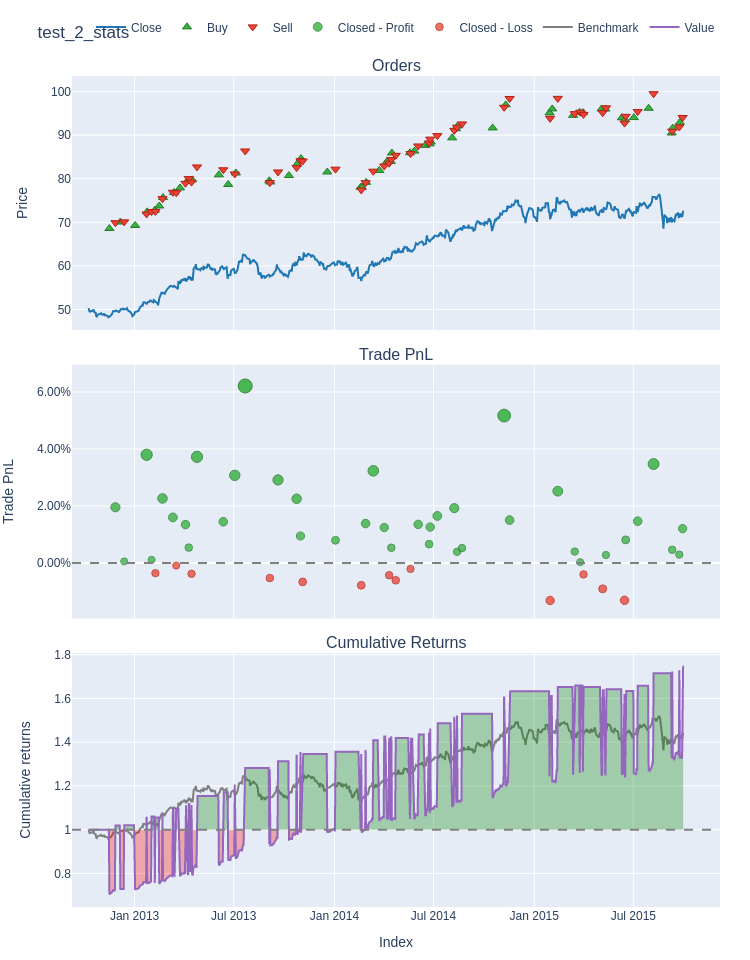 test_2_stats
Close Buy Sell Closed - Profit Closed - Loss Benchmark Value
Orders
100
90
80
70
60
50
Price
Trade PnL
6.00%
4.00%
2.00%
0.00%
Trade PnL
Cumulative Returns
1.8
1.6
1.4
1.2
1
0.8
Cumulative returns
Jan 2013 Jul 2013 Jan 2014 Jul 2014 Jan 2015 Jul 2015
Index